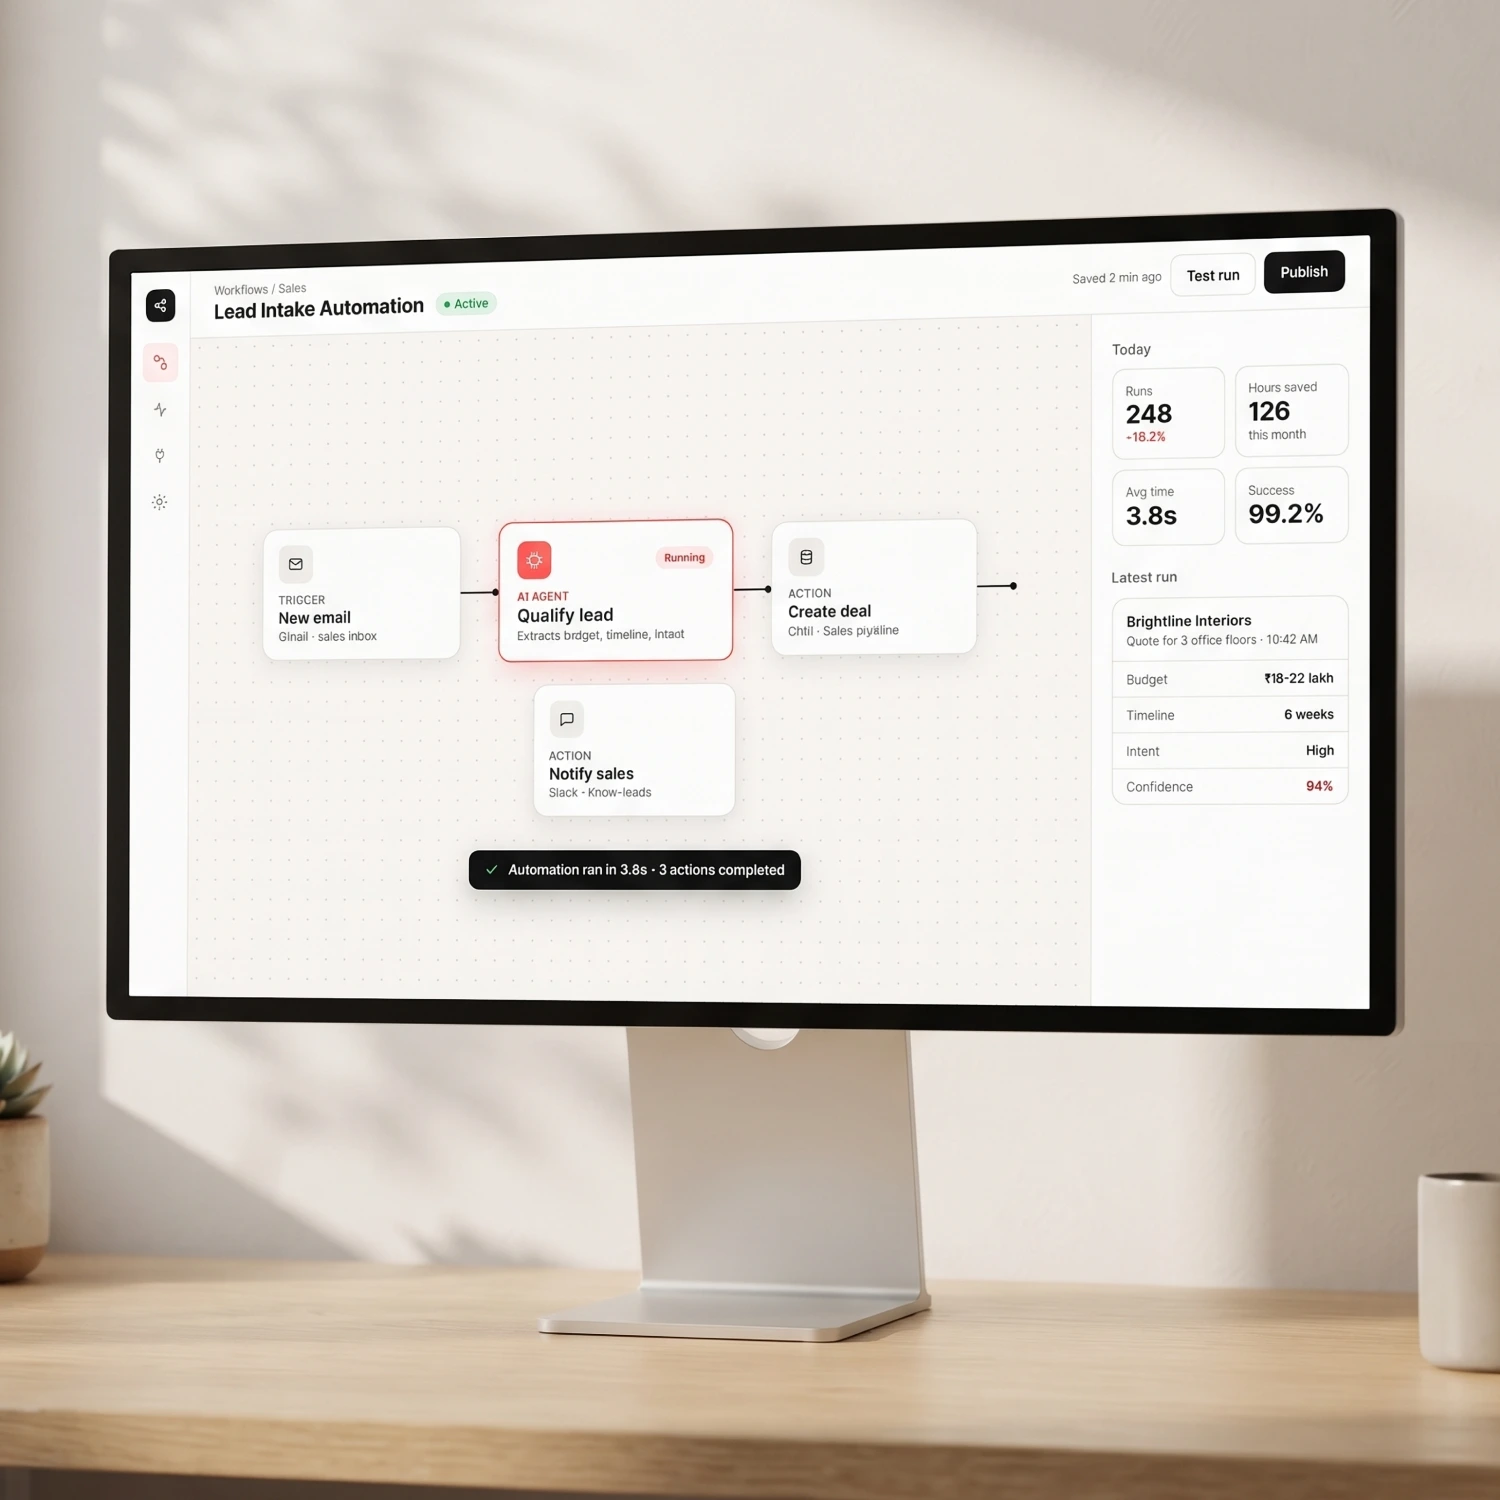 Workflows / Sales
Lead Intake Automation
Active
Saved 2 min ago
Test run
Publish
TRIGCER
New email
Glnail · sales inbox
AI AGENT
Running
Qualify lead
Extracts brdget, timeline, Intaot
ACTION
Create deal
Sales
ACTION
Notify sales
Slack - Know-leads
Automation ran in 3.8s · 3 actions completed
Today
Runs
248
-18.2%
Hours saved
126
this month
Avg time
3.8s
Success
99.2%
Latest run
Brightline Interiors
Quote for 3 office floors · 10:42 AM
Budget ₹18-22 lakh
Timeline 6 weeks
Intent High
Confidence 94%